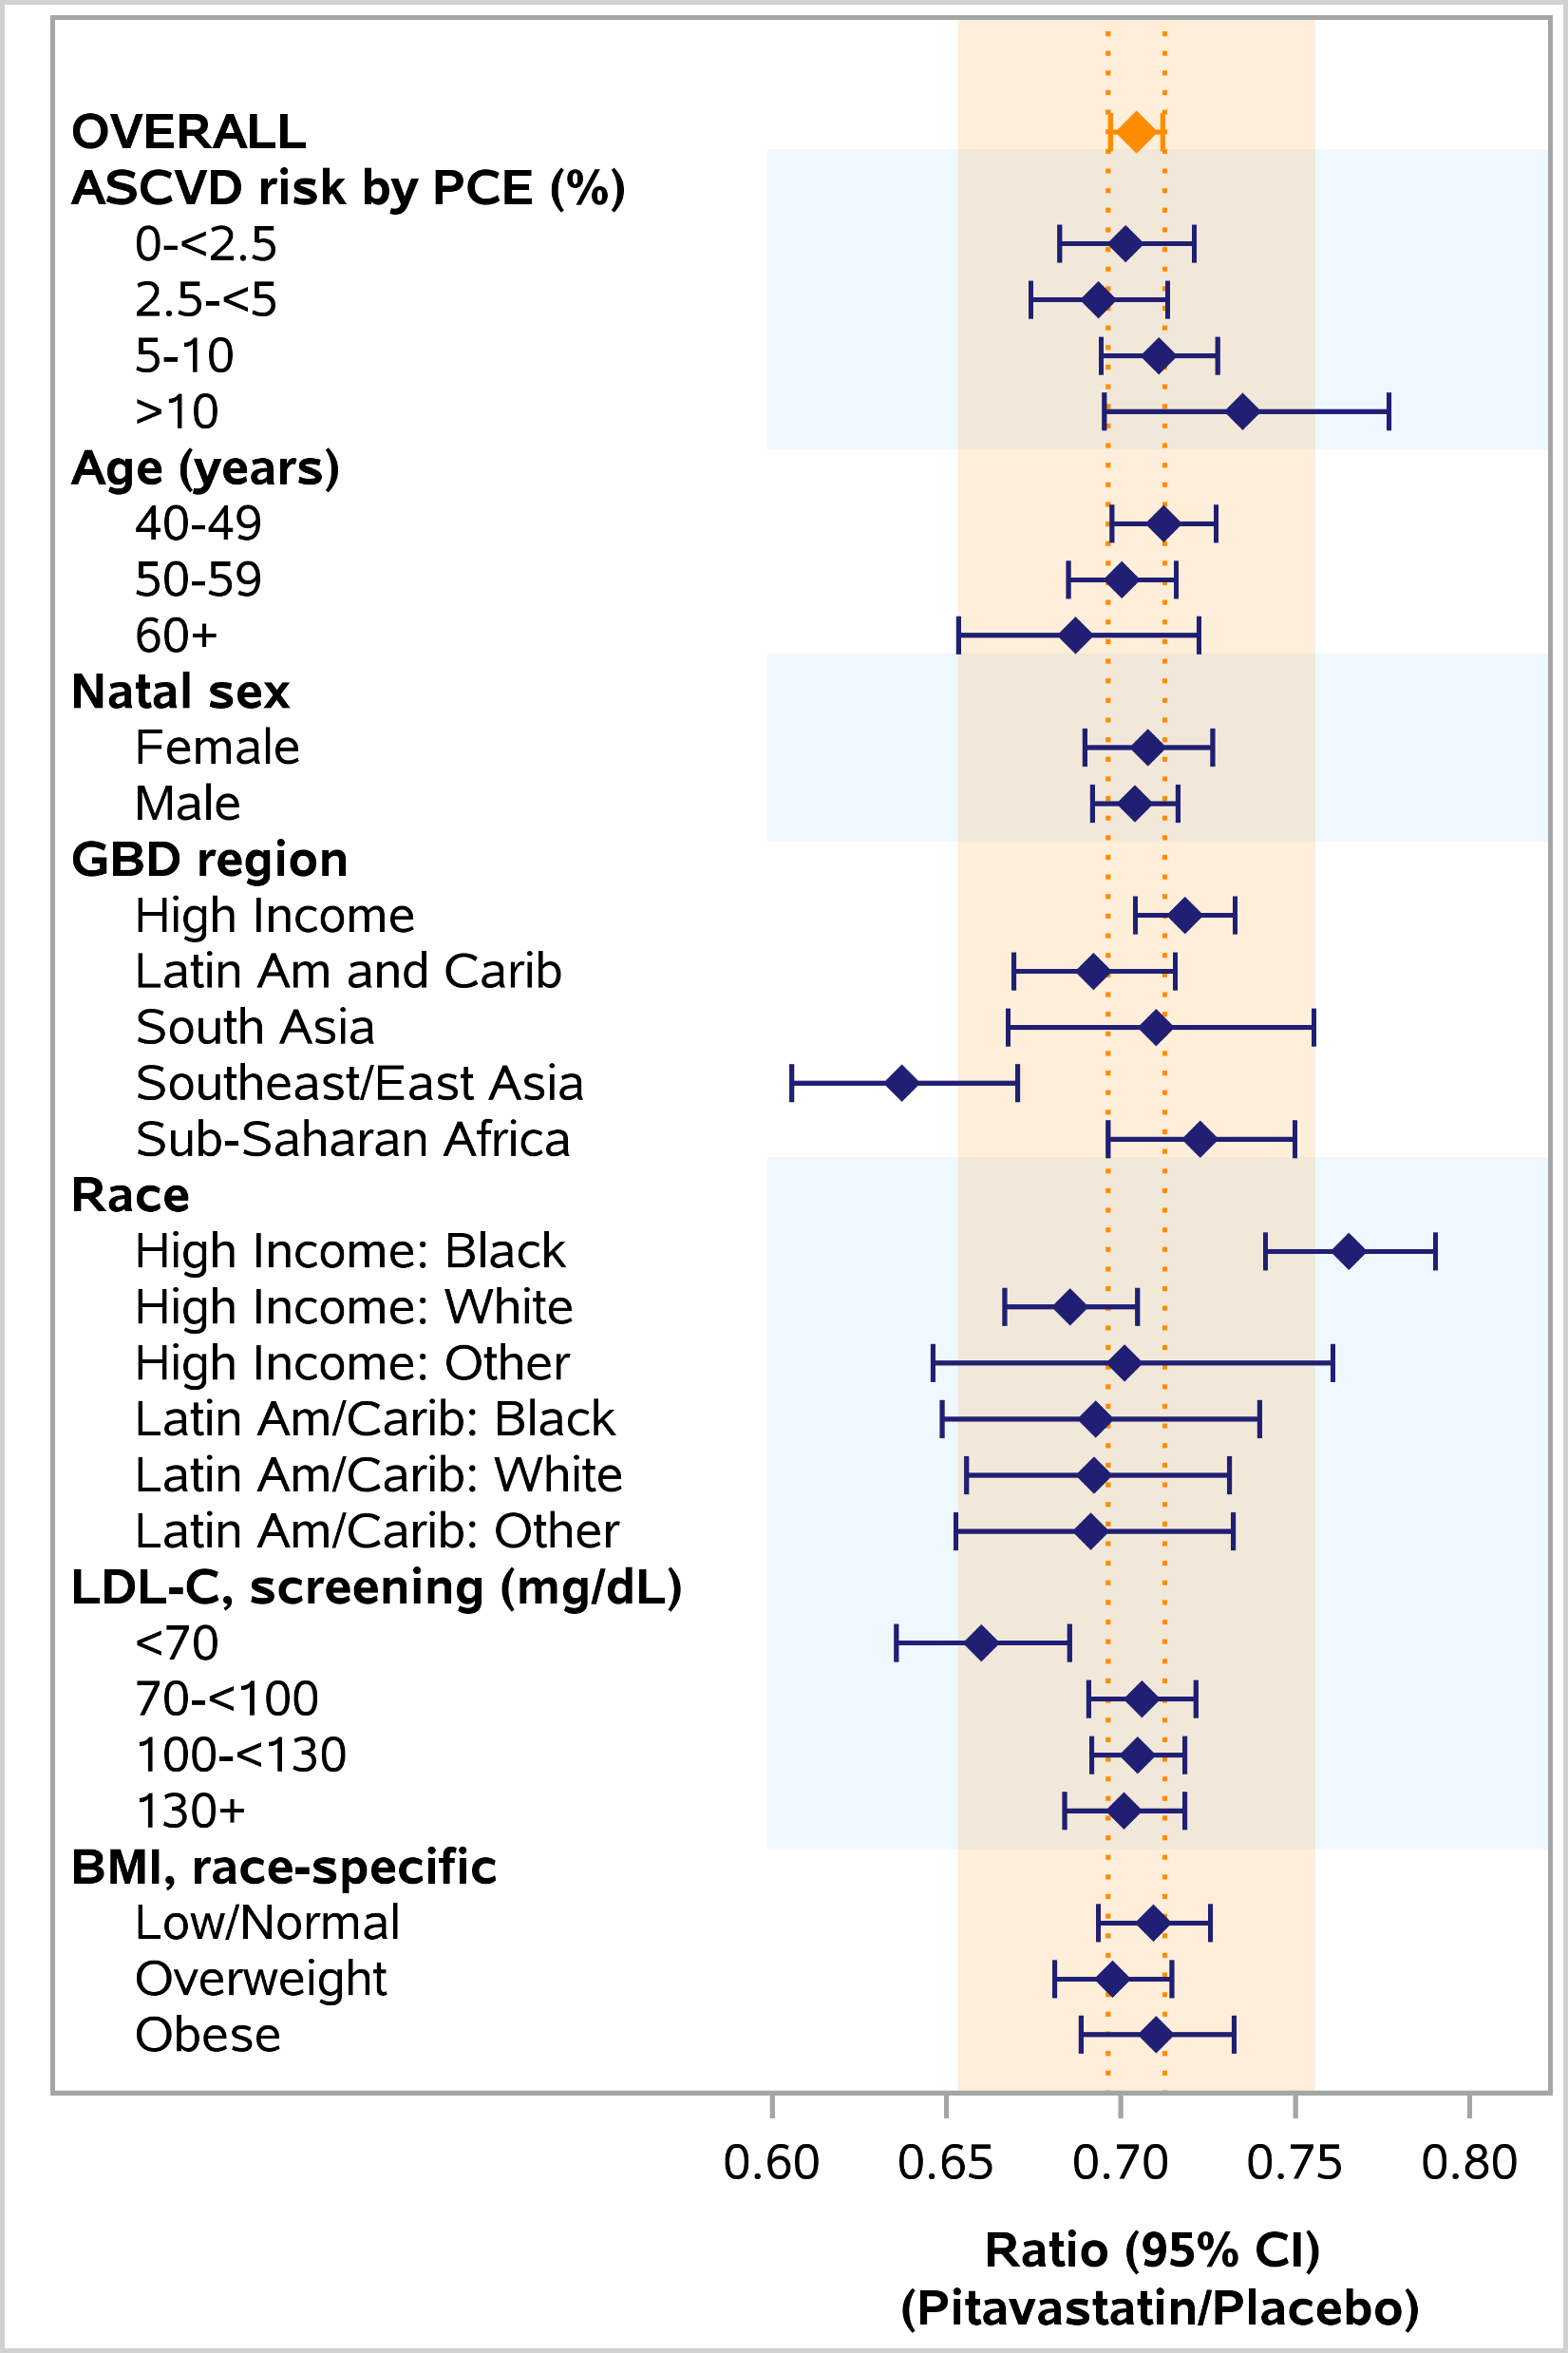 OVERALL
ASCVD risk by PCE (%)
0-<2.5
2.5-<5
5-10
>10
Age (years)
40-49
50-59
60+
Natal sex
Female
Male
GBD region
High Income
Latin Am and Carib
South Asia
Southeast/East Asia
Sub-Saharan Africa
Race
High Income: Black
High Income: White
High Income: Other
Latin Am/Carib: Black
Latin Am/Carib: White
Latin Am/Carib: Other
LDL-C, screening (mg/dL)
<70
70-<100
100-<130
130+
BMI, race-specific
Low/Normal
Overweight
Obese
0.60 0.65 0.70 0.75 0.80
Ratio (95% CI)
(Pitavastatin/Placebo)